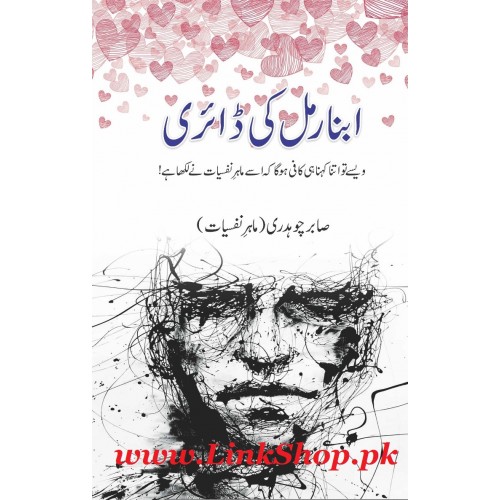 ابنارمل کی ڈائری
ویسے تو اتنا کہنا ہی کافی ہوگا کہ اسے ماہرِ نفسیات نے لکھا ہے!
صابر چوہدری (ماہرِ نفسیات)
www.LinkShop.pk